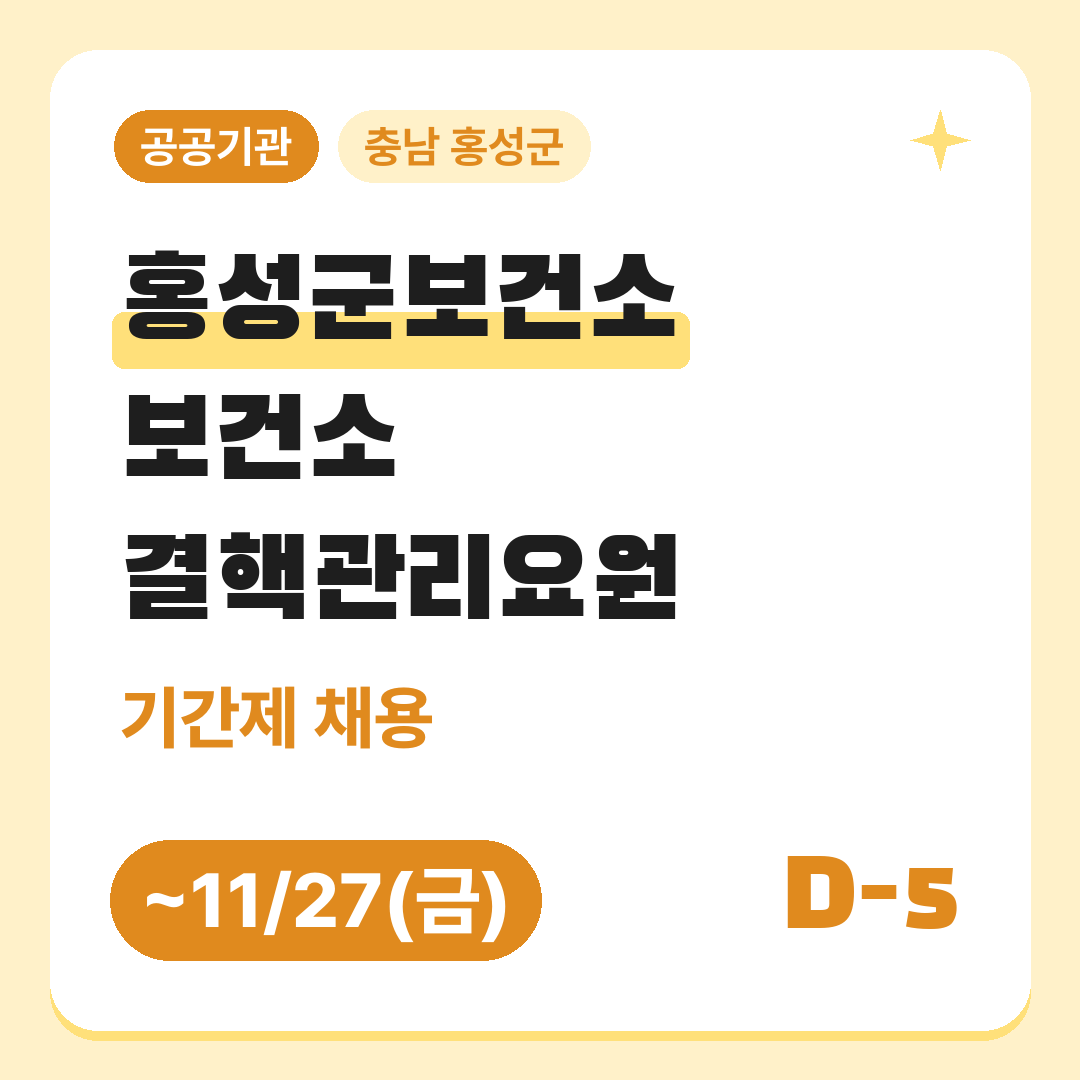 공공기관 충남 홍성군
홍성군보건소
보건소
결핵관리요원
기간제 채용
~11/27(금) D-5